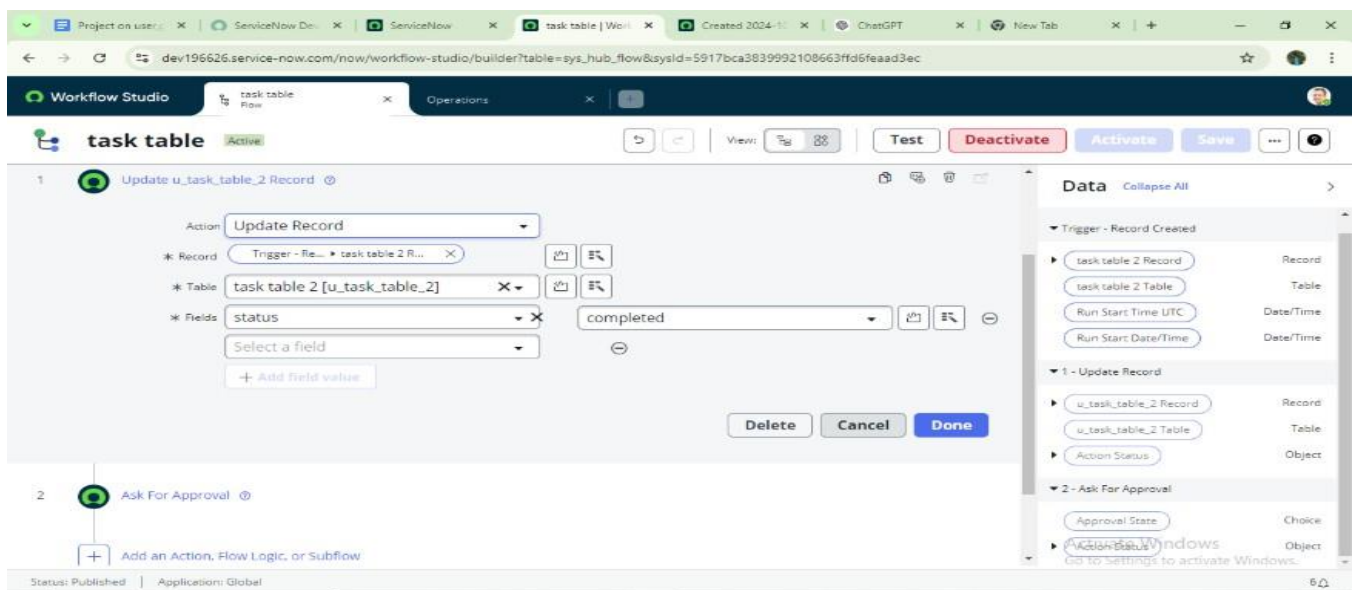 Project on user: ServiceNow De ServiceNow task table | Wor Created 2024-1 ChatGPT New Tab
dev196626.service-now.com/now/workflow-studio/builder?table=sys_hub_flow&sysId=5917bca3839992108663ffd6feaad3ec
Workflow Studio task table Operations
Flow
task table Active View: Test Deactivate Activate Save
1 Update u_task_table_2 Record
Action Update Record
* Record Trigger - Re... ▸ task table 2 R...
* Table task table 2 [u_task_table_2]
* Fields status completed
Select a field
+ Add field value
Delete Cancel Done
2 Ask For Approval
+ Add an Action, Flow Logic, or Subflow
Data Collapse All
Trigger - Record Created
task table 2 Record Record
task table 2 Table Table
Run Start Time UTC Date/Time
Run Start Date/Time Date/Time
1 - Update Record
u_task_table_2 Record Record
u_task_table_2 Table Table
Action Status Object
2 - Ask For Approval
Approval State Choice
Action Status Object
Activate Windows
Go to Settings to activate Windows.
Status: Published | Application: Global 6